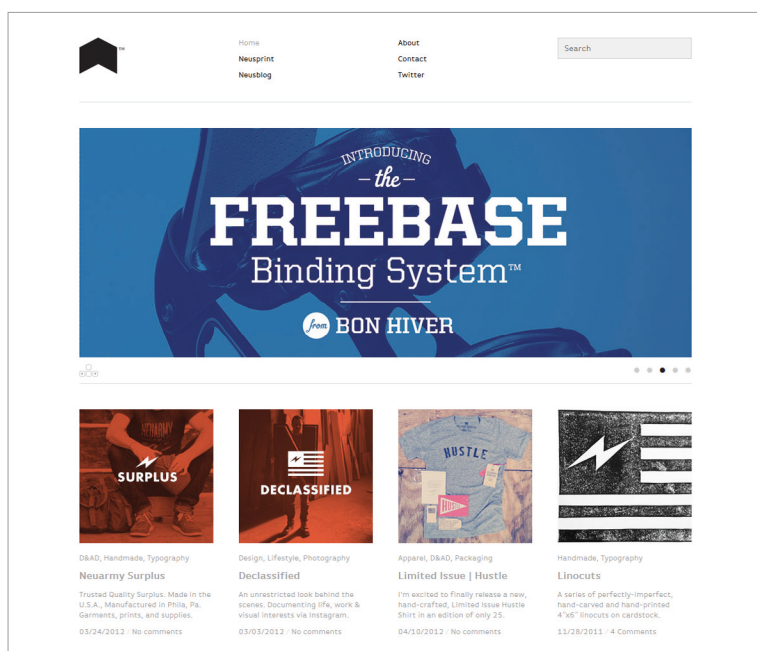 TM
Home
Neusprint
Neusblog
About
Contact
Twitter
Search
INTRODUCING
the
FREEBASE
Binding System™
from BON HIVER
NEUARMY
SURPLUS
DECLASSIFIED
HUSTLE
D&AD, Handmade, Typography
Neuarmy Surplus
Trusted Quality Surplus. Made in the
U.S.A., Manufactured in Phila, Pa.
Garments, prints, and supplies.
03/24/2012 / No comments
Design, Lifestyle, Photography
Declassified
An unrestricted look behind the
scenes. Documenting life, work &
visual interests via Instagram.
03/03/2012 / No comments
Apparel, D&AD, Packaging
Limited Issue | Hustle
I'm excited to finally release a new,
hand-crafted, Limited Issue Hustle
Shirt in an edition of only 25.
04/10/2012 / No comments
Handmade, Typography
Linocuts
A series of perfectly-imperfect,
hand-carved and hand-printed
4"x6" linocuts on cardstock.
11/28/2011 / 4 Comments